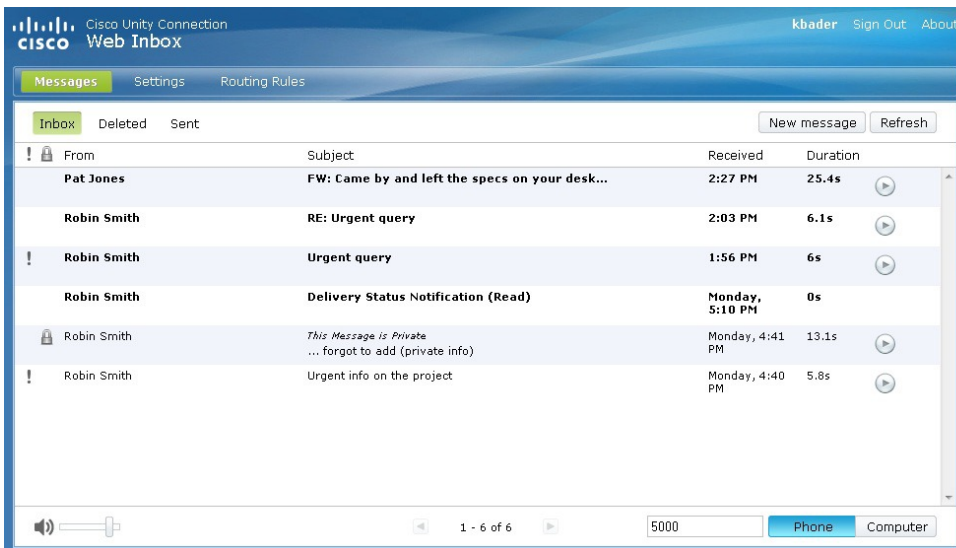 Cisco Unity Connection
CISCO Web Inbox
kbader Sign Out About
Messages Settings Routing Rules
Inbox Deleted Sent
New message Refresh
! From Subject Received Duration
Pat Jones FW: Came by and left the specs on your desk... 2:27 PM 25.4s
Robin Smith RE: Urgent query 2:03 PM 6.1s
! Robin Smith Urgent query 1:56 PM 6s
Robin Smith Delivery Status Notification (Read) Monday, 5:10 PM 0s
Robin Smith This Message is Private
... forgot to add (private info) Monday, 4:41 PM 13.1s
! Robin Smith Urgent info on the project Monday, 4:40 PM 5.8s
1 - 6 of 6
5000
Phone Computer